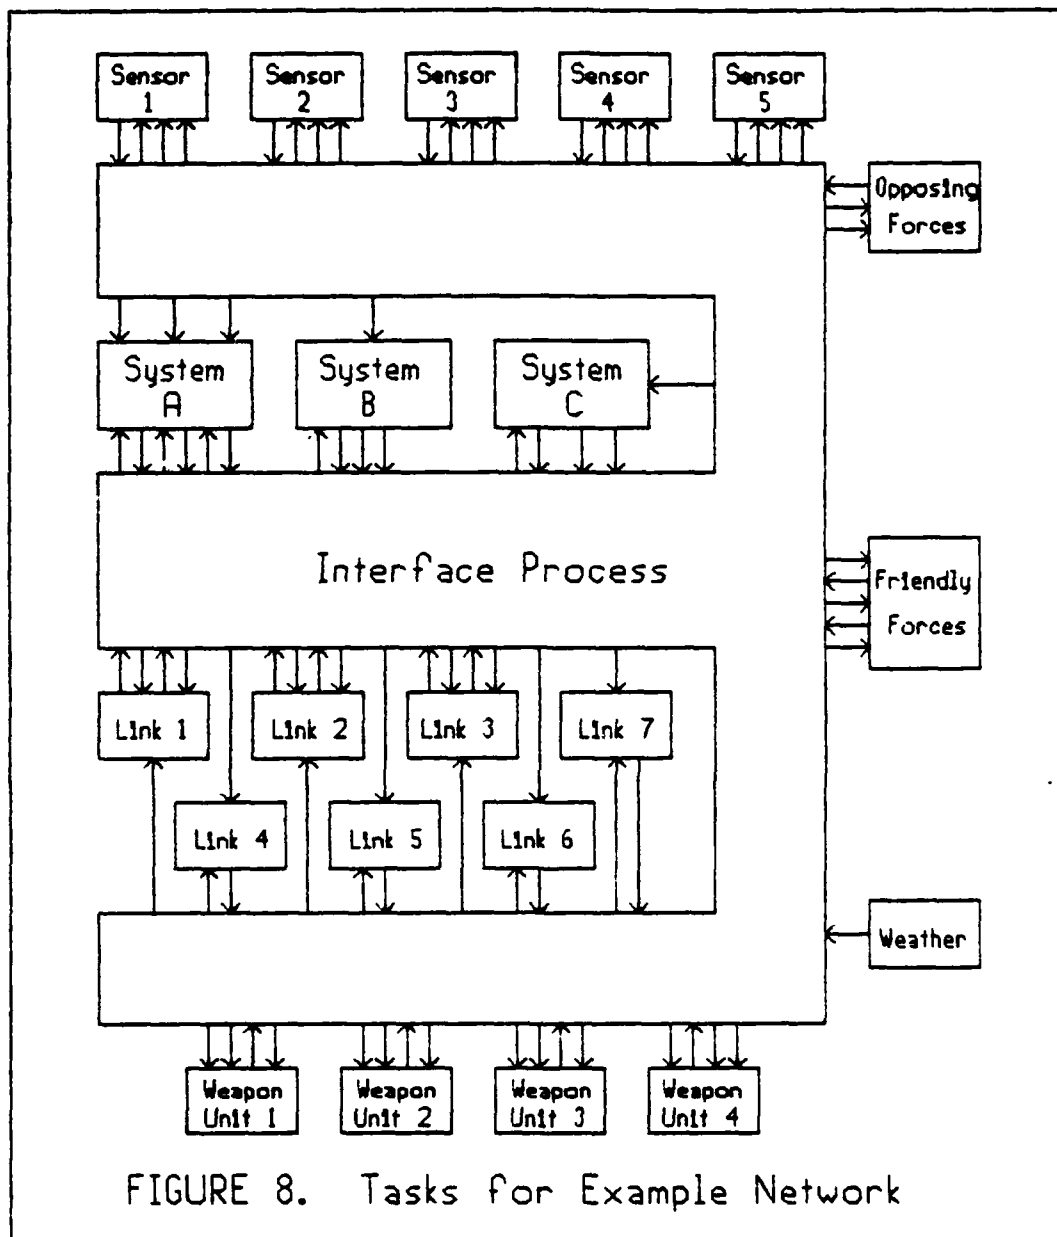 Sensor
1
Sensor
2
Sensor
3
Sensor
4
Sensor
5
Opposing
Forces
System
A
System
B
System
C
Interface Process
Friendly
Forces
Link 1
Link 2
Link 3
Link 7
Link 4
Link 5
Link 6
Weather
Weapon
Unit 1
Weapon
Unit 2
Weapon
Unit 3
Weapon
Unit 4
FIGURE 8. Tasks for Example Network